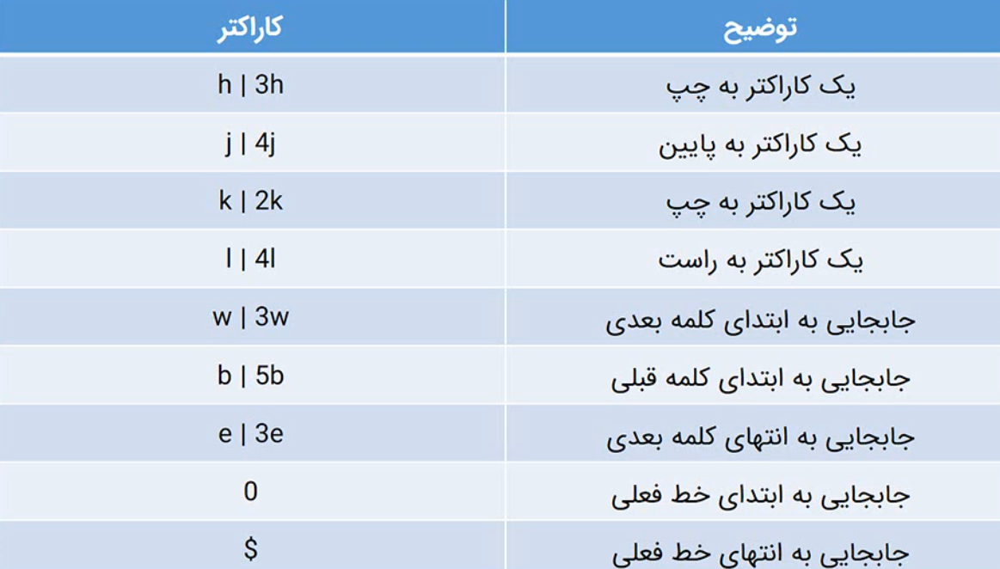 توضیح کاراکتر
یک کاراکتر به چپ h | 3h
یک کاراکتر به پایین j | 4j
یک کاراکتر به چپ k | 2k
یک کاراکتر به راست l | 4l
جابجایی به ابتدای کلمه بعدی w | 3w
جابجایی به ابتدای کلمه قبلی b | 5b
جابجایی به انتهای کلمه بعدی e | 3e
جابجایی به ابتدای خط فعلی 0
جابجایی به انتهای خط فعلی $